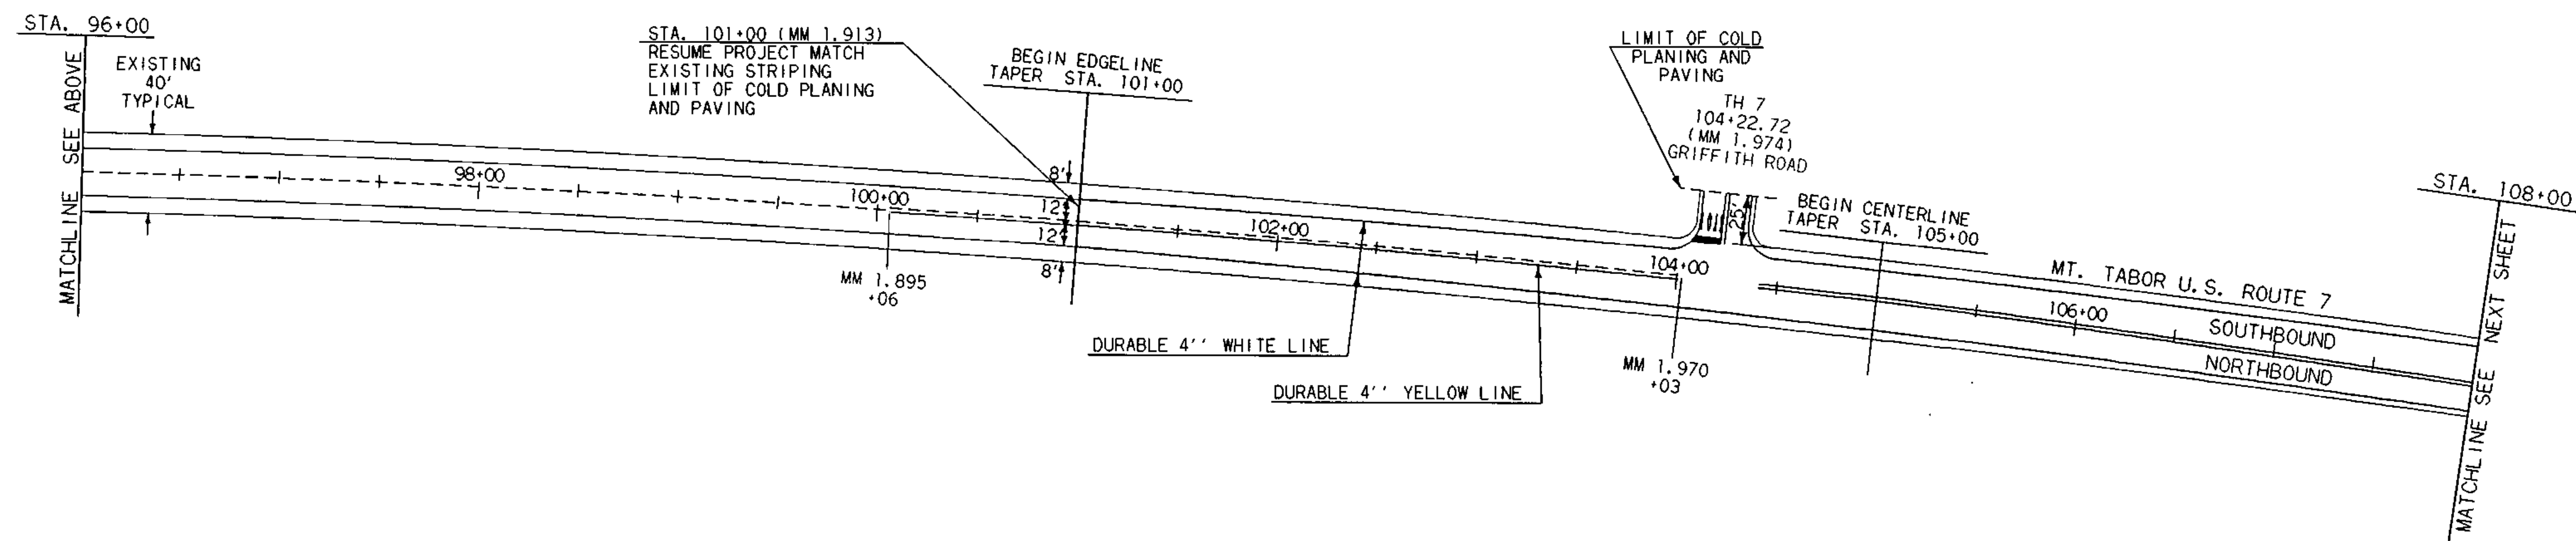 STA. 96+00
MATCHLINE SEE ABOVE
EXISTING
40'
TYPICAL
98+00
STA. 101+00 (MM 1.913)
RESUME PROJECT MATCH
EXISTING STRIPING
LIMIT OF COLD PLANING
AND PAVING
100+00
MM 1.895
+06
BEGIN EDGELINE
TAPER STA. 101+00
8'
12'
12'
8'
102+00
DURABLE 4'' WHITE LINE
DURABLE 4'' YELLOW LINE
LIMIT OF COLD
PLANING AND
PAVING
TH 7
104+22.72
(MM 1.974)
GRIFFITH ROAD
25'
104+00
MM 1.970
+03
BEGIN CENTERLINE
TAPER STA. 105+00
MT. TABOR U.S. ROUTE 7
106+00
SOUTHBOUND
NORTHBOUND
STA. 108+00
MATCHLINE SEE NEXT SHEET